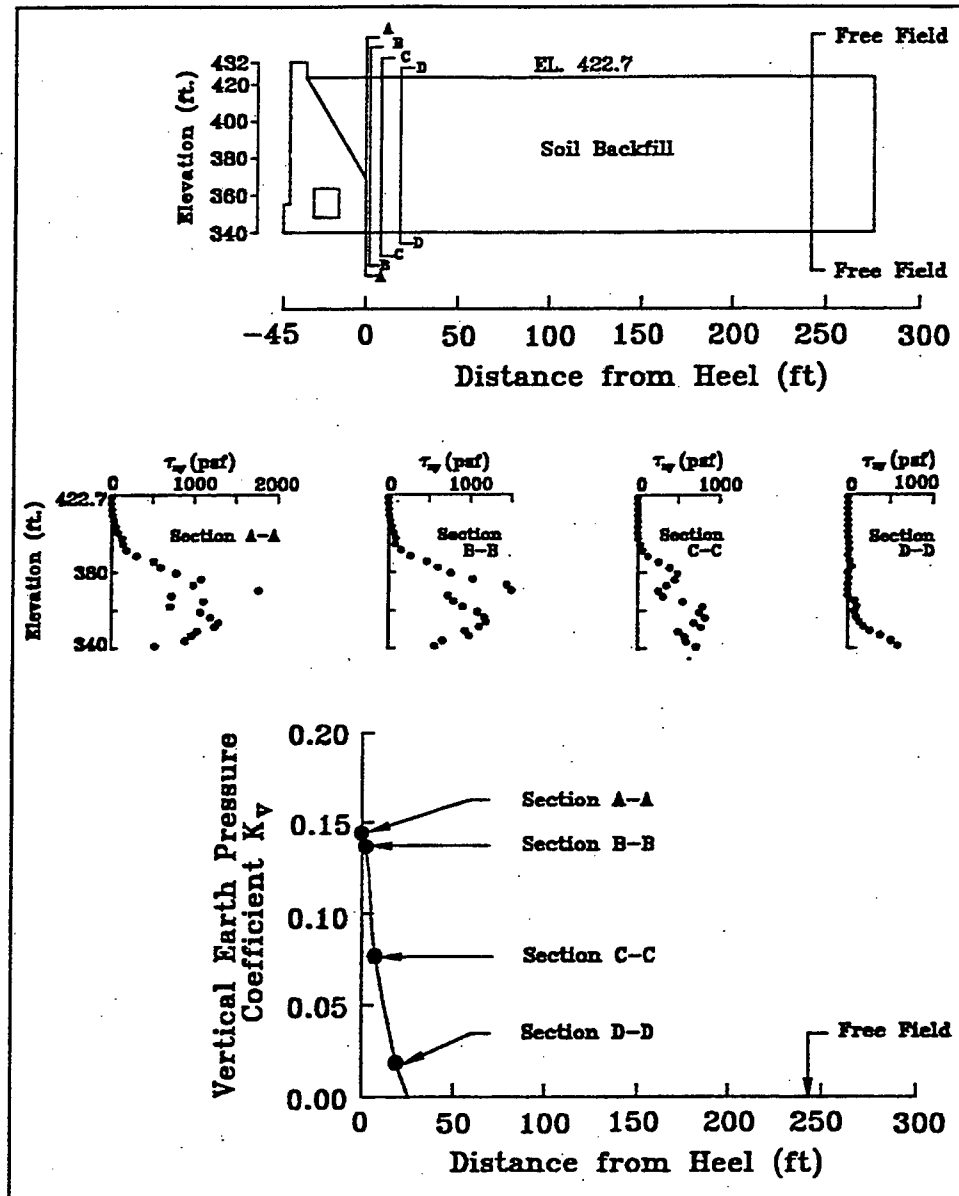 A
B
C
D
EL. 422.7
Free Field
Elevation (ft.)
432
420
400
380
360
340
Soil Backfill
D
C
B
A
Free Field
-45 0 50 100 150 200 250 300
Distance from Heel (ft)
τxy (psf) τxy (psf) τxy (psf) τxy (psf)
0 1000 2000 0 1000 0 1000 0 1000
Elevation (ft.)
422.7
380
340
Section A-A
Section
B-B
Section
C-C
Section
D-D
Vertical Earth Pressure
Coefficient Kv
0.20
0.15
0.10
0.05
0.00
Section A-A
Section B-B
Section C-C
Section D-D
Free Field
0 50 100 150 200 250 300
Distance from Heel (ft)